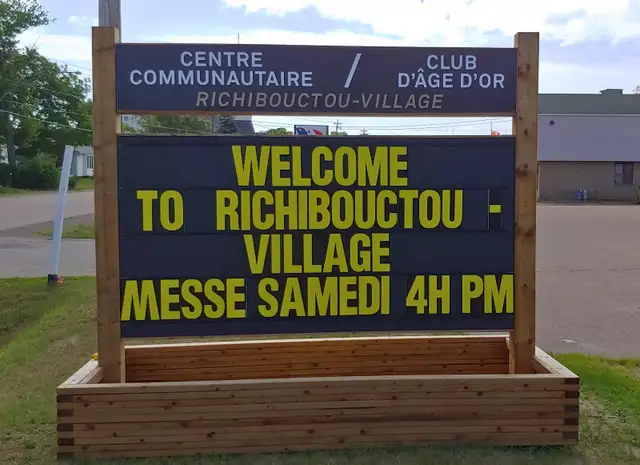 CENTRE COMMUNAUTAIRE / CLUB D'ÂGE D'OR
RICHIBOUCTOU-VILLAGE
WELCOME
TO RICHIBOUCTOU -
VILLAGE
MESSE SAMEDI 4H PM